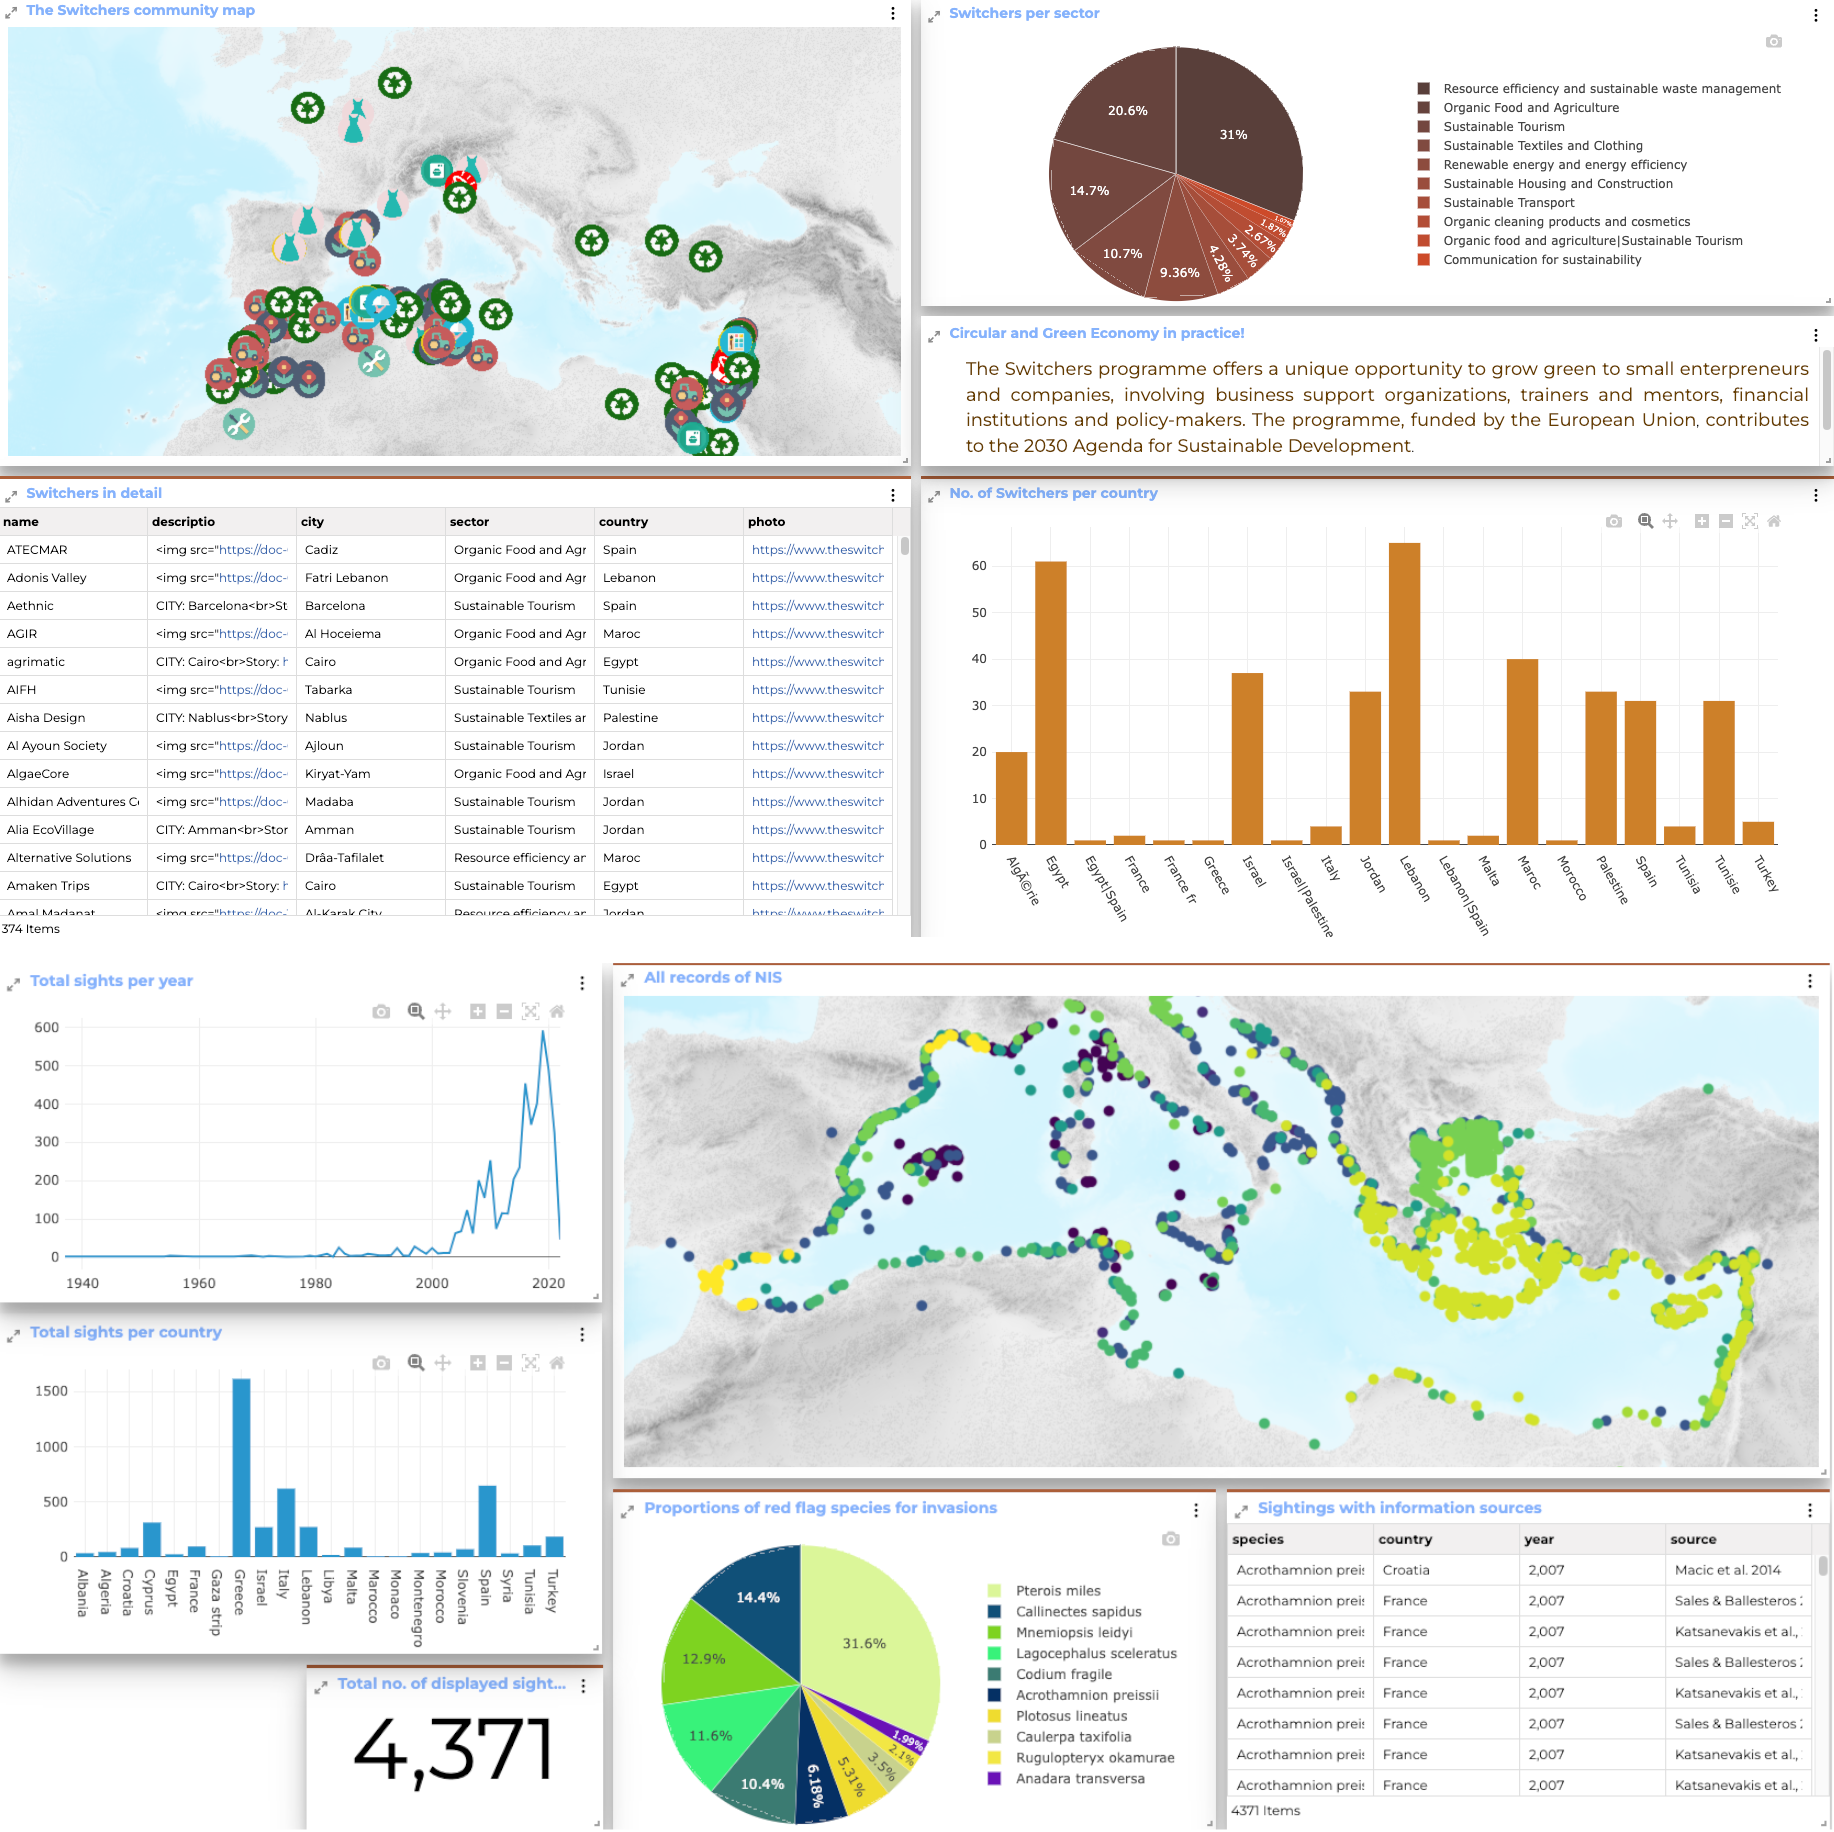 The Switchers community map
Switchers per sector
31%
20.6%
14.7%
10.7%
9.36%
4.28%
3.74%
2.67%
1.87%
1.07%
Resource efficiency and sustainable waste management
Organic Food and Agriculture
Sustainable Tourism
Sustainable Textiles and Clothing
Renewable energy and energy efficiency
Sustainable Housing and Construction
Sustainable Transport
Organic cleaning products and cosmetics
Organic food and agriculture|Sustainable Tourism
Communication for sustainability
Circular and Green Economy in practice!
The Switchers programme offers a unique opportunity to grow green to small enterpreneurs
and companies, involving business support organizations, trainers and mentors, financial
institutions and policy-makers. The programme, funded by the European Union, contributes
to the 2030 Agenda for Sustainable Development.
Switchers in detail
name descriptio city sector country photo
ATECMAR <img src="https://doc- Cadiz Organic Food and Agr Spain https://www.theswitch
Adonis Valley <img src="https://doc- Fatri Lebanon Organic Food and Agr Lebanon https://www.theswitch
Aethnic CITY: Barcelona<br>St Barcelona Sustainable Tourism Spain https://www.theswitch
AGIR <img src="https://doc- Al Hoceiema Organic Food and Agr Maroc https://www.theswitch
agrimatic CITY: Cairo<br>Story: h Cairo Organic Food and Agr Egypt https://www.theswitch
AIFH <img src="https://doc- Tabarka Sustainable Tourism Tunisie https://www.theswitch
Aisha Design CITY: Nablus<br>Story Nablus Sustainable Textiles ar Palestine https://www.theswitch
Al Ayoun Society <img src="https://doc- Ajloun Sustainable Tourism Jordan https://www.theswitch
AlgaeCore <img src="https://doc- Kiryat-Yam Organic Food and Agr Israel https://www.theswitch
Alhidan Adventures Ce <img src="https://doc- Madaba Sustainable Tourism Jordan https://www.theswitch
Alia EcoVillage CITY: Amman<br>Stor Amman Sustainable Tourism Jordan https://www.theswitch
Alternative Solutions <img src="https://doc- Drâa-Tafilalet Resource efficiency ar Maroc https://www.theswitch
Amaken Trips CITY: Cairo<br>Story: h Cairo Sustainable Tourism Egypt https://www.theswitch
Amal Madanat <img src="https://doc- Al-Karak City Resource efficiency ar Jordan https://www.theswitch
374 Items
No. of Switchers per country
60
50
40
30
20
10
0
AlgÃ©rie Egypt Egypt|Spain France France fr Greece Israel Israel|Palestine Italy Jordan Lebanon Lebanon|Spain Malta Maroc Morocco Palestine Spain Tunisia Tunisie Turkey
Total sights per year
600
500
400
300
200
100
0
1940 1960 1980 2000 2020
All records of NIS
Total sights per country
1500
1000
500
0
Albania Algeria Croatia Cyprus Egypt France Gaza strip Greece Israel Italy Lebanon Libya Malta Marocco Monaco Montenegro Morocco Slovenia Spain Syria Tunisia Turkey
Total no. of displayed sight...
4,371
Proportions of red flag species for invasions
31.6%
14.4%
12.9%
11.6%
10.4%
6.18%
5.31%
3.5%
2.1%
1.99%
Pterois miles
Callinectes sapidus
Mnemiopsis leidyi
Lagocephalus sceleratus
Codium fragile
Acrothamnion preissii
Plotosus lineatus
Caulerpa taxifolia
Rugulopteryx okamurae
Anadara transversa
Sightings with information sources
species country year source
Acrothamnion preis Croatia 2,007 Macic et al. 2014
Acrothamnion preis France 2,007 Sales & Ballesteros 2
Acrothamnion preis France 2,007 Katsanevakis et al.,
Acrothamnion preis France 2,007 Sales & Ballesteros 2
Acrothamnion preis France 2,007 Katsanevakis et al.,
Acrothamnion preis France 2,007 Sales & Ballesteros 2
Acrothamnion preis France 2,007 Katsanevakis et al.,
Acrothamnion preis France 2,007 Katsanevakis et al.,
4371 Items